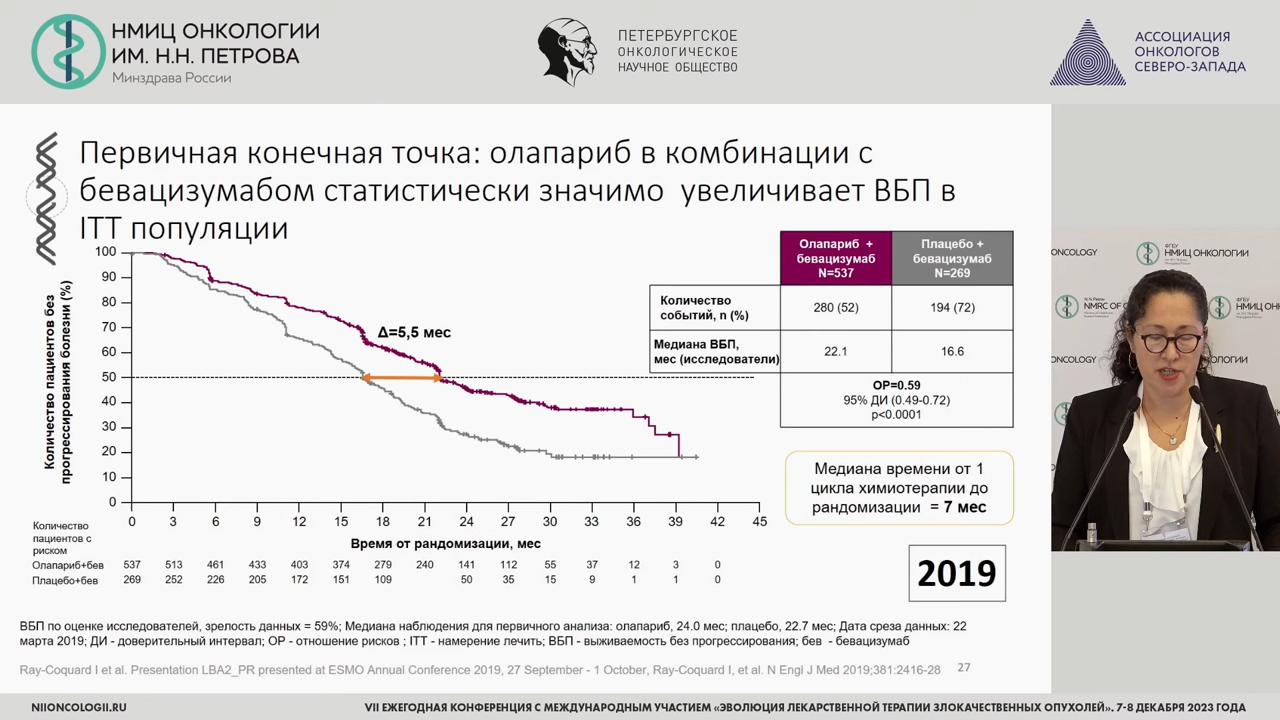 НМИЦ ОНКОЛОГИИ
ИМ. Н.Н. ПЕТРОВА
Минздрава России
ПЕТЕРБУРГСКОЕ
ОНКОЛОГИЧЕСКОЕ
НАУЧНОЕ ОБЩЕСТВО
АССОЦИАЦИЯ
ОНКОЛОГОВ
СЕВЕРО-ЗАПАДА
Первичная конечная точка: олапариб в комбинации с
бевацизумабом статистически значимо увеличивает ВБП в
ITT популяции
Количество пациентов без
прогрессирования болезни (%)
100
90
80
70
60
50
40
30
20
10
0
Δ=5,5 мес
0 3 6 9 12 15 18 21 24 27 30 33 36 39 42 45
Время от рандомизации, мес
Количество
пациентов с
риском
Олапариб+бев 537 513 461 433 403 374 279 240 141 112 55 37 12 3 0
Плацебо+бев 269 252 226 205 172 151 109 50 35 15 9 1 1 0
Олапариб +
бевацизумаб
N=537
Плацебо +
бевацизумаб
N=269
Количество
событий, n (%)
280 (52) 194 (72)
Медиана ВБП,
мес (исследователи)
22.1 16.6
ОР=0.59
95% ДИ (0.49-0.72)
p<0.0001
Медиана времени от 1
цикла химиотерапии до
рандомизации = 7 мес
2019
ВБП по оценке исследователей, зрелость данных = 59%; Медиана наблюдения для первичного анализа: олапариб, 24.0 мес; плацебо, 22.7 мес; Дата среза данных: 22
марта 2019; ДИ - доверительный интервал; ОР - отношение рисков ; ITT - намерение лечить; ВБП - выживаемость без прогрессирования; бев - бевацизумаб
Ray-Coquard I et al. Presentation LBA2_PR presented at ESMO Annual Conference 2019, 27 September - 1 October, Ray-Coquard I, et al. N Engl J Med 2019;381:2416-28
27
ONCOLOGY
НМИЦ ОНКОЛОГИИ
NMRC OF
НМИЦ ОНК
ONCOLOGY
ОНКОЛОГИИ
NIIONCOLOGII.RU
VII ЕЖЕГОДНАЯ КОНФЕРЕНЦИЯ С МЕЖДУНАРОДНЫМ УЧАСТИЕМ «ЭВОЛЮЦИЯ ЛЕКАРСТВЕННОЙ ТЕРАПИИ ЗЛОКАЧЕСТВЕННЫХ ОПУХОЛЕЙ». 7-8 ДЕКАБРЯ 2023 ГОДА